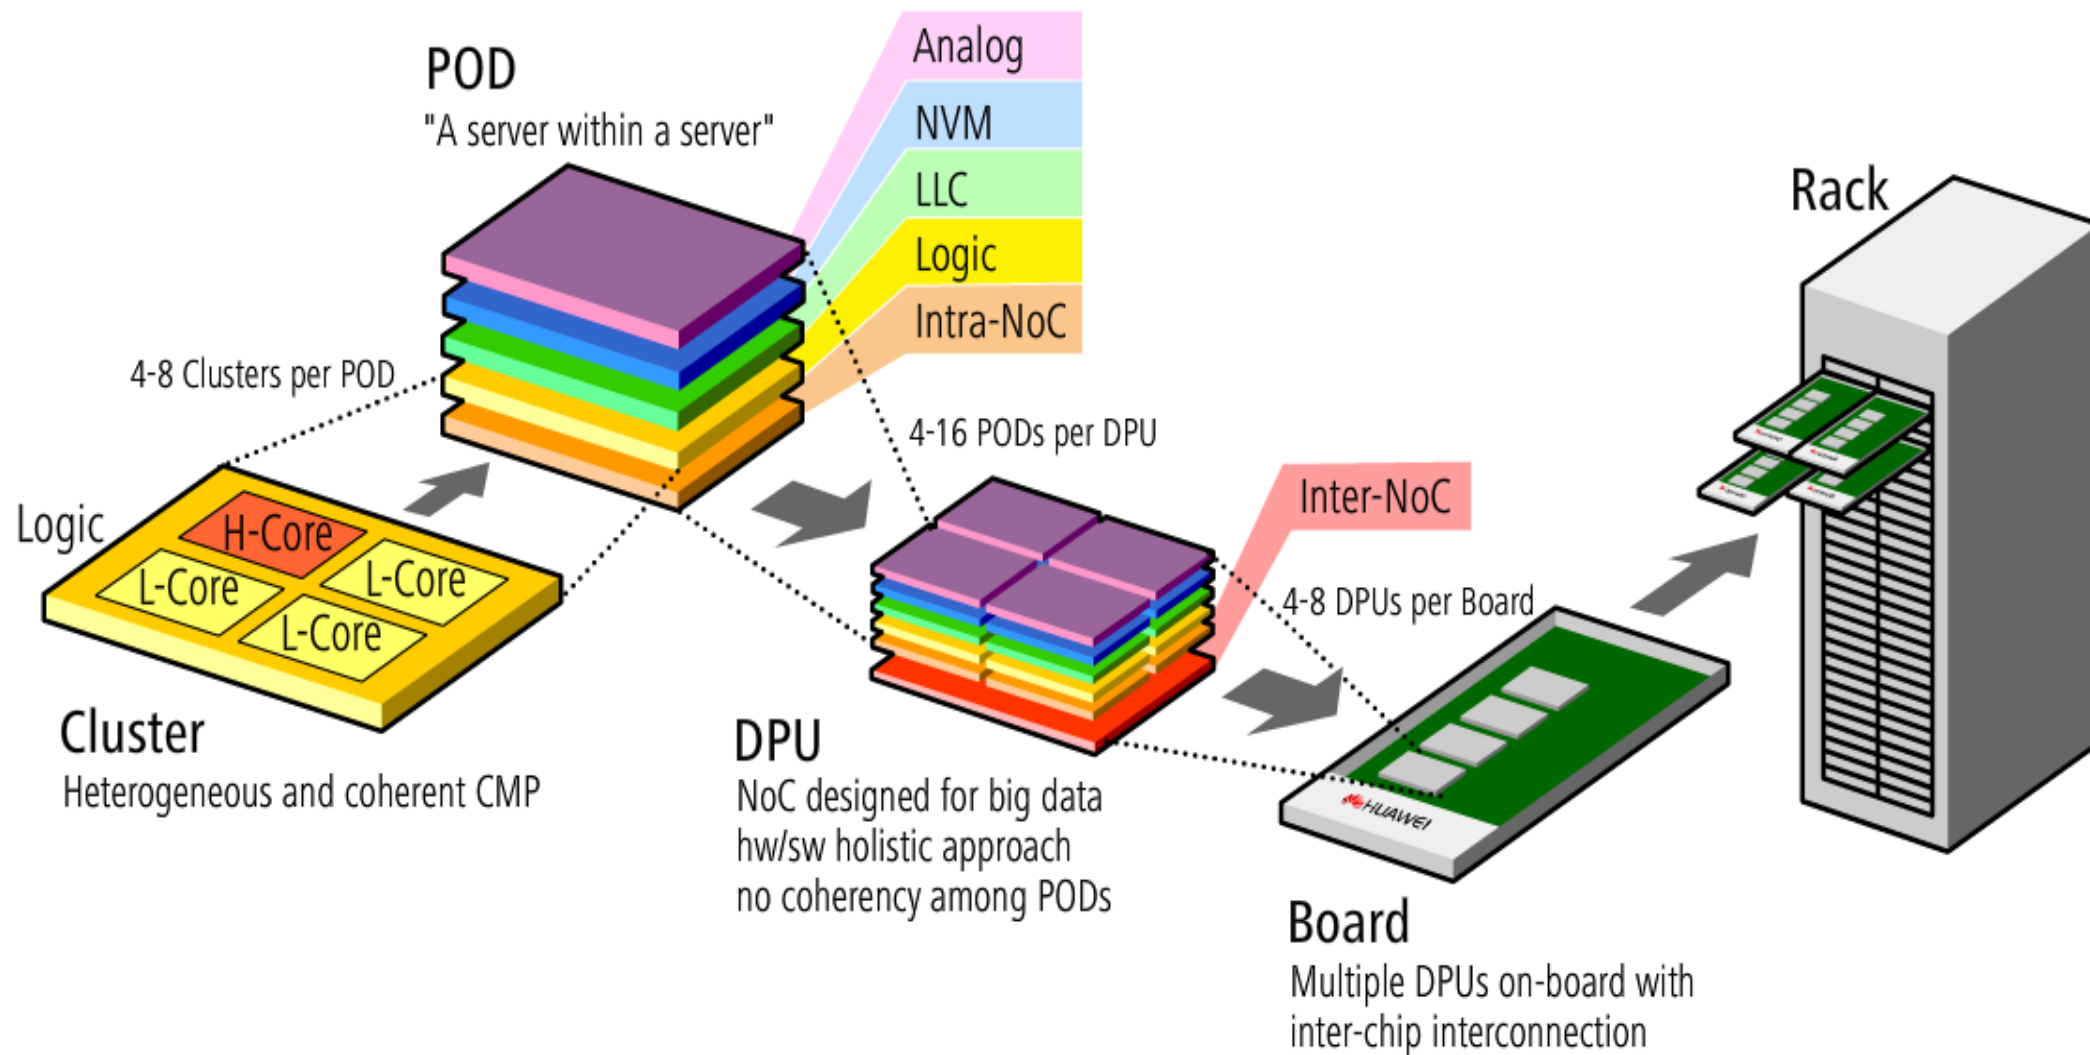 POD
"A server within a server"
Analog
NVM
LLC
Logic
Intra-NoC
Rack
4-8 Clusters per POD
4-16 PODs per DPU
Logic
H-Core
L-Core
L-Core
L-Core
Inter-NoC
4-8 DPUs per Board
Cluster
Heterogeneous and coherent CMP
DPU
NoC designed for big data
hw/sw holistic approach
no coherency among PODs
HUAWEI
Board
Multiple DPUs on-board with
inter-chip interconnection